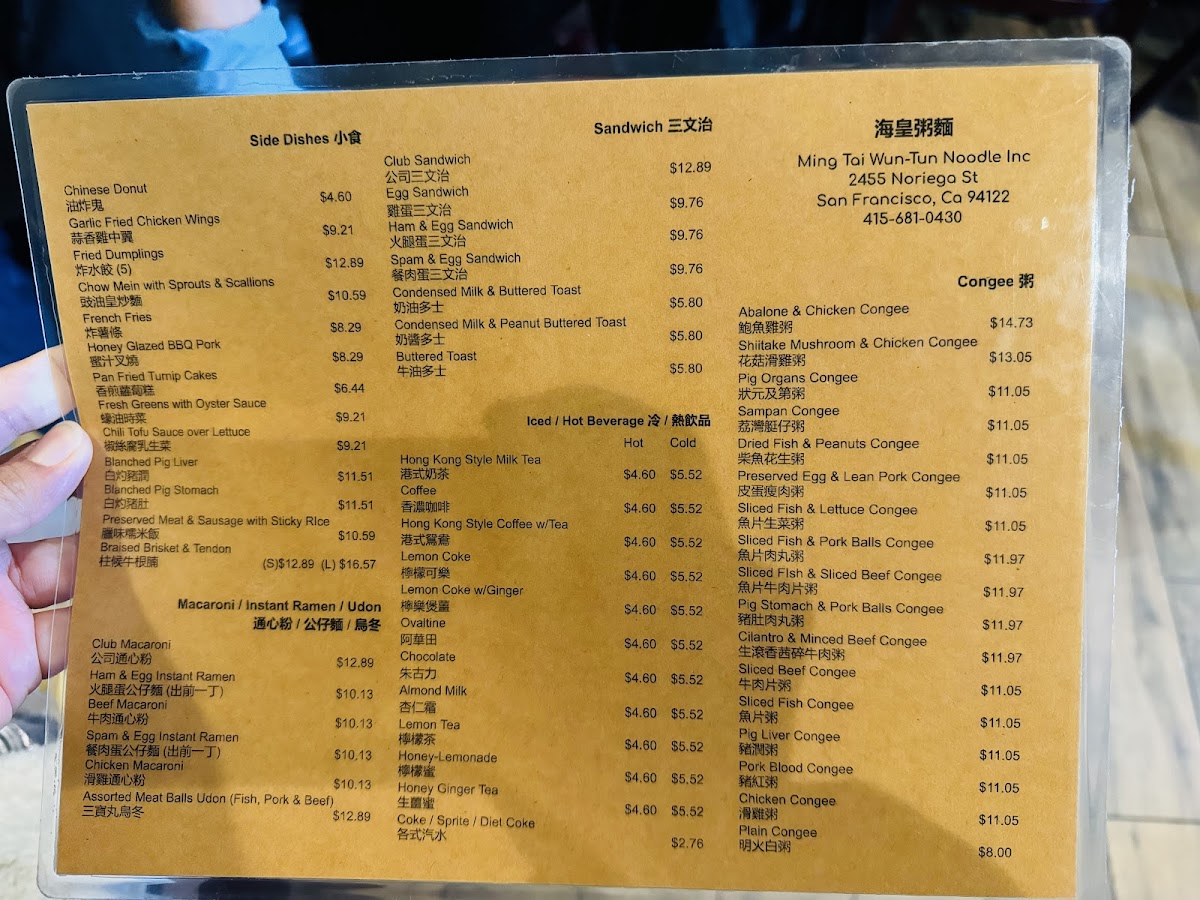 Side Dishes 小食
Chinese Donut
油炸鬼
$4.60
Garlic Fried Chicken Wings
蒜香雞中翼
$9.21
Fried Dumplings
炸水餃 (5)
$12.89
Chow Mein with Sprouts & Scallions
豉油皇炒麵
$10.59
French Fries
炸薯條
$8.29
Honey Glazed BBQ Pork
蜜汁叉燒
$8.29
Pan Fried Turnip Cakes
香煎蘿蔔糕
$6.44
Fresh Greens with Oyster Sauce
蠔油時菜
$9.21
Chili Tofu Sauce over Lettuce
椒絲腐乳生菜
$9.21
Blanched Pig Liver
白灼豬潤
$11.51
Blanched Pig Stomach
白灼豬肚
$11.51
Preserved Meat & Sausage with Sticky RIce
臘味糯米飯
$10.59
Braised Brisket & Tendon
柱候牛根腩
(S)$12.89 (L) $16.57
Macaroni / Instant Ramen / Udon
通心粉 / 公仔麵 / 烏冬
Club Macaroni
公司通心粉
$12.89
Ham & Egg Instant Ramen
火腿蛋公仔麵 (出前一丁)
$10.13
Beef Macaroni
牛肉通心粉
$10.13
Spam & Egg Instant Ramen
餐肉蛋公仔麵 (出前一丁)
$10.13
Chicken Macaroni
滑雞通心粉
$10.13
Assorted Meat Balls Udon (Fish, Pork & Beef)
三寶丸烏冬
$12.89
Sandwich 三文治
Club Sandwich
公司三文治
$12.89
Egg Sandwich
雞蛋三文治
$9.76
Ham & Egg Sandwich
火腿蛋三文治
$9.76
Spam & Egg Sandwich
餐肉蛋三文治
$9.76
Condensed Milk & Buttered Toast
奶油多士
$5.80
Condensed Milk & Peanut Buttered Toast
奶醬多士
$5.80
Buttered Toast
牛油多士
$5.80
Iced / Hot Beverage 冷 / 熱飲品
Hot Cold
Hong Kong Style Milk Tea
港式奶茶
$4.60 $5.52
Coffee
香濃咖啡
$4.60 $5.52
Hong Kong Style Coffee w/Tea
港式鴛鴦
$4.60 $5.52
Lemon Coke
檸檬可樂
$4.60 $5.52
Lemon Coke w/Ginger
檸樂煲薑
$4.60 $5.52
Ovaltine
阿華田
$4.60 $5.52
Chocolate
朱古力
$4.60 $5.52
Almond Milk
杏仁霜
$4.60 $5.52
Lemon Tea
檸檬茶
$4.60 $5.52
Honey-Lemonade
檸檬蜜
$4.60 $5.52
Honey Ginger Tea
生薑蜜
$4.60 $5.52
Coke / Sprite / Diet Coke
各式汽水
$2.76
海皇粥麵
Ming Tai Wun-Tun Noodle Inc
2455 Noriega St
San Francisco, Ca 94122
415-681-0430
Congee 粥
Abalone & Chicken Congee
鮑魚雞粥
$14.73
Shiitake Mushroom & Chicken Congee
花菇滑雞粥
$13.05
Pig Organs Congee
狀元及第粥
$11.05
Sampan Congee
荔灣艇仔粥
$11.05
Dried Fish & Peanuts Congee
柴魚花生粥
$11.05
Preserved Egg & Lean Pork Congee
皮蛋瘦肉粥
$11.05
Sliced Fish & Lettuce Congee
魚片生菜粥
$11.05
Sliced Fish & Pork Balls Congee
魚片肉丸粥
$11.97
Sliced FIsh & Sliced Beef Congee
魚片牛肉片粥
$11.97
Pig Stomach & Pork Balls Congee
豬肚肉丸粥
$11.97
Cilantro & Minced Beef Congee
生滾香茜碎牛肉粥
$11.97
Sliced Beef Congee
牛肉片粥
$11.05
Sliced Fish Congee
魚片粥
$11.05
Pig Liver Congee
豬潤粥
$11.05
Pork Blood Congee
豬紅粥
$11.05
Chicken Congee
滑雞粥
$11.05
Plain Congee
明火白粥
$8.00